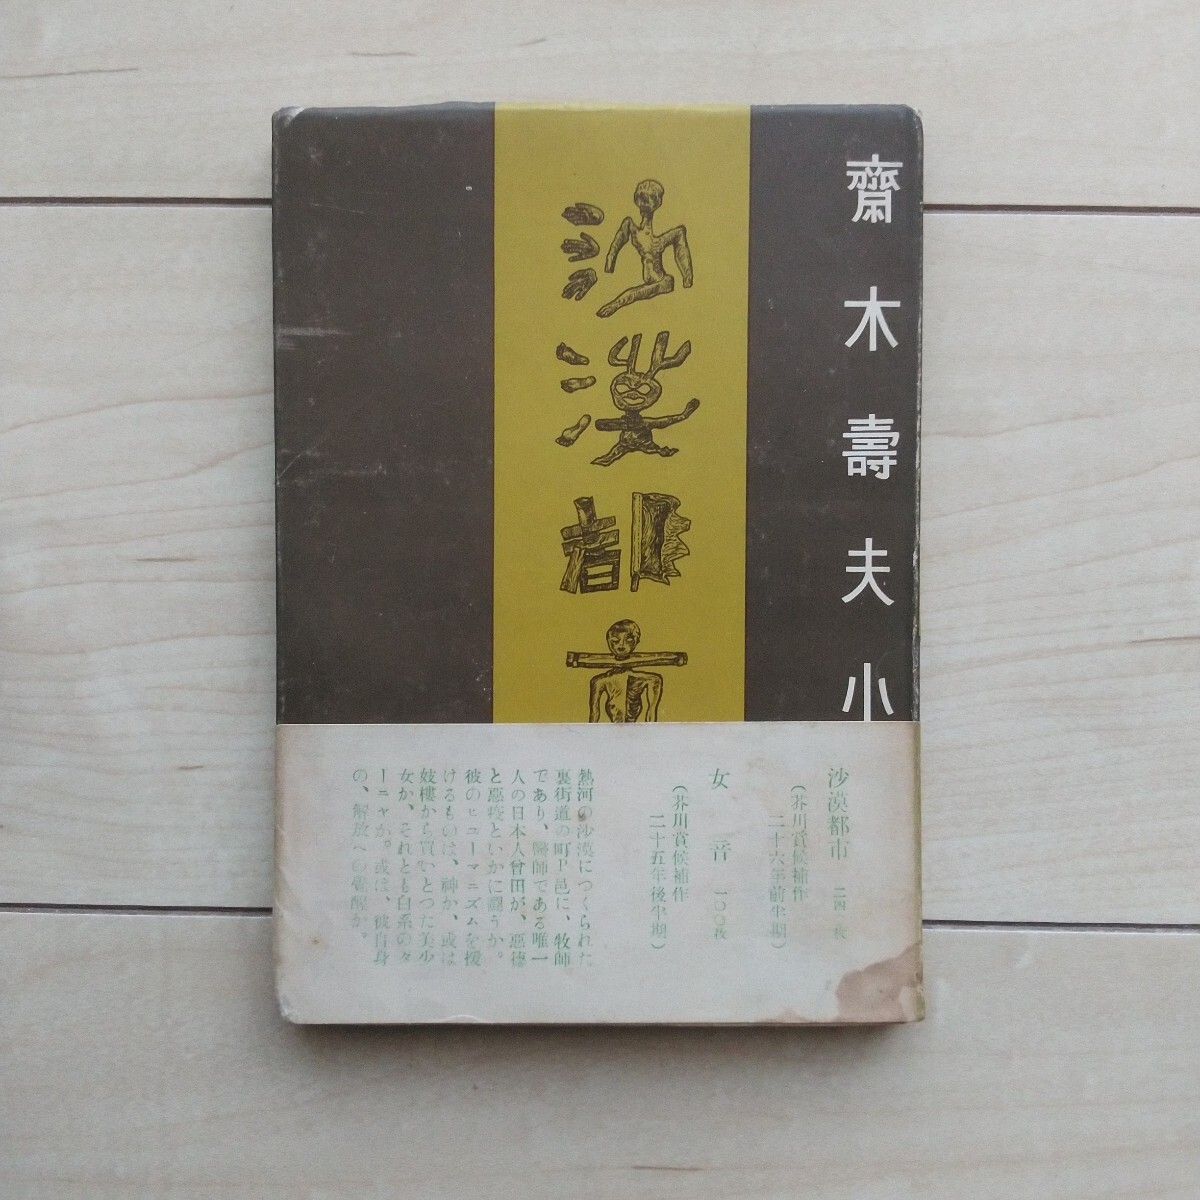 齋木壽夫小
沙漠都市
沙漠都市 二四 枚
(芥川賞候補作
二十六年前半期)
女音 一〇〇枚
(芥川賞候補作
二十五年後半期)
熱河の沙漠につくられた
裏街道の町P邑に、牧師
であり、醫師である唯一
人の日本人曾田が、惡德
と惡疫といかに鬪うか。
彼のヒューマニズムを援
けるものは、神か、或は
妓樓から買いとつた美少
女か、それとも白系の々
ーニヤか。或は、彼自身
の、解放への覺醒か。